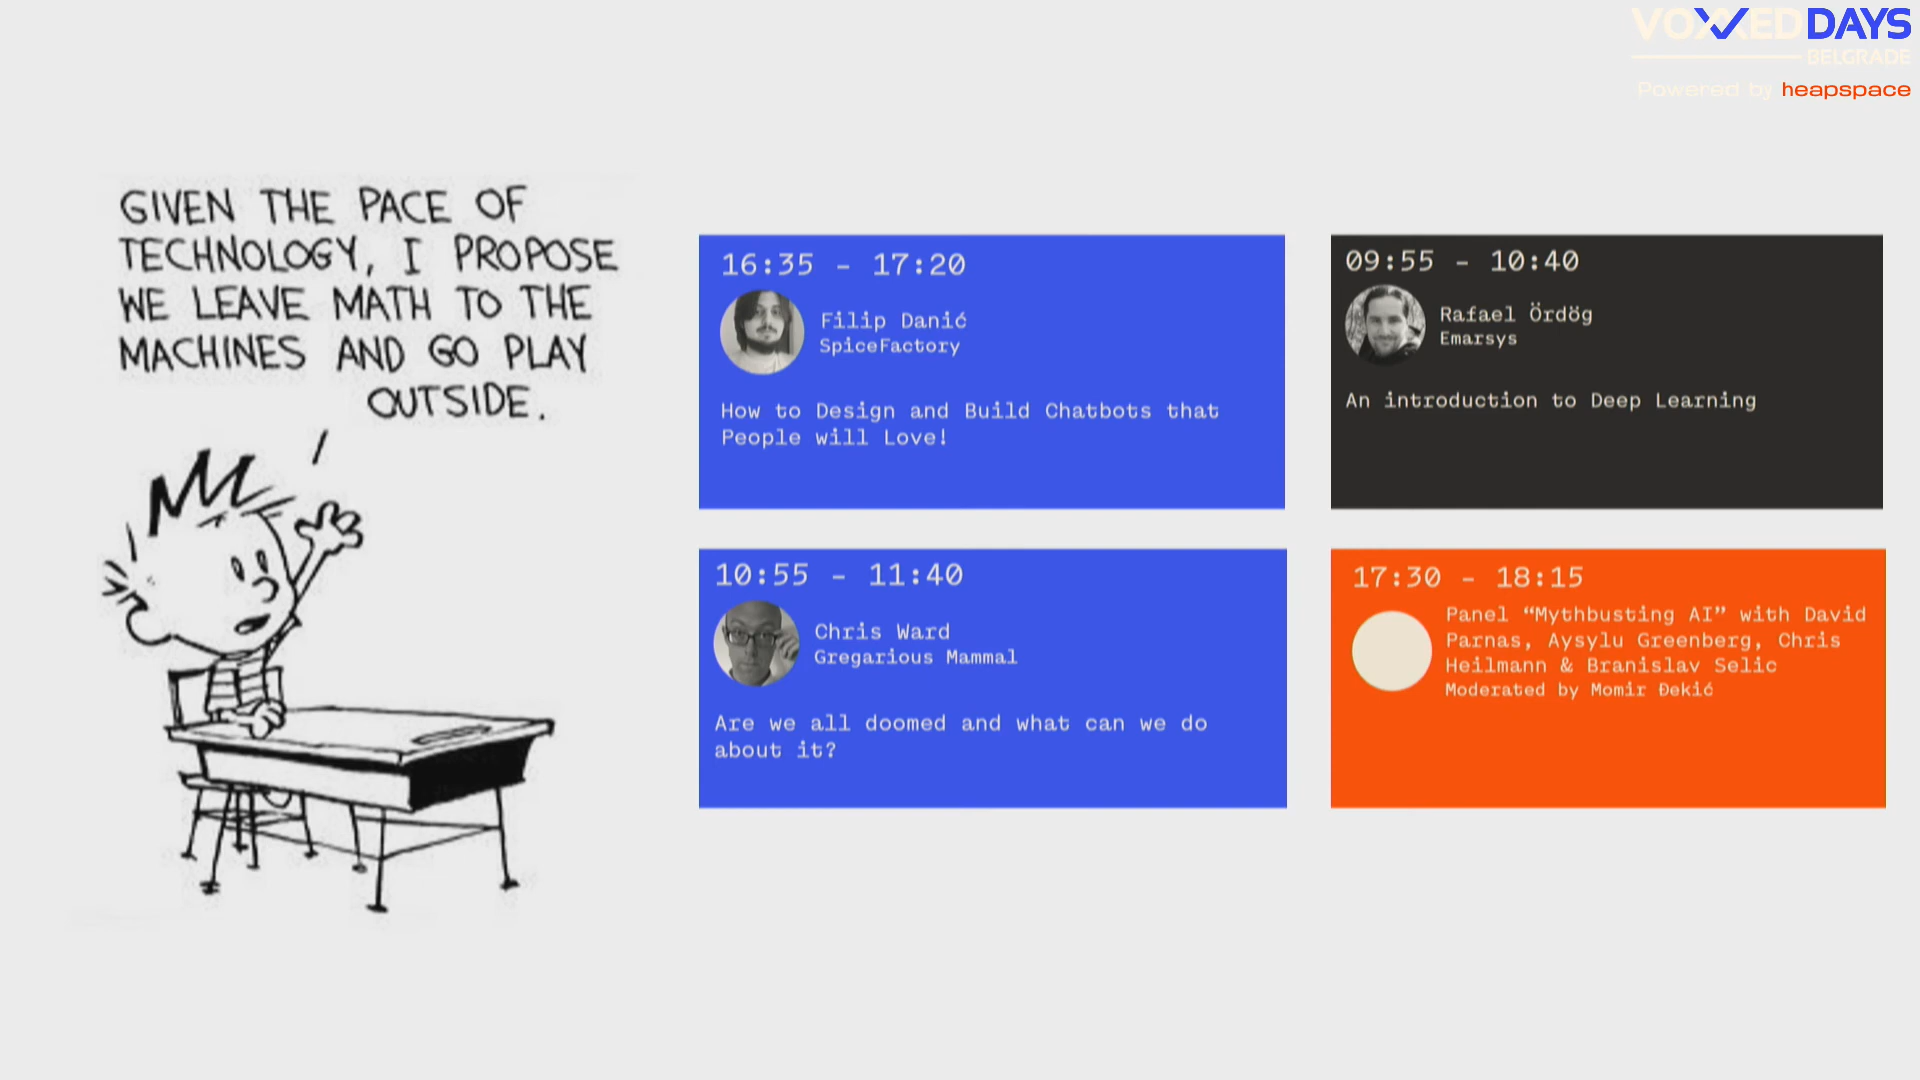 VOXXED DAYS
BELGRADE
Powered by heapspace
GIVEN THE PACE OF
TECHNOLOGY, I PROPOSE
WE LEAVE MATH TO THE
MACHINES AND GO PLAY
OUTSIDE.
16:35 – 17:20
Filip Danić
SpiceFactory
How to Design and Build Chatbots that
People will Love!
09:55 – 10:40
Rafael Ördög
Emarsys
An introduction to Deep Learning
10:55 – 11:40
Chris Ward
Gregarious Mammal
Are we all doomed and what can we do
about it?
17:30 – 18:15
Panel “Mythbusting AI” with David
Parnas, Aysylu Greenberg, Chris
Heilmann & Branislav Selic
Moderated by Momir Đekić